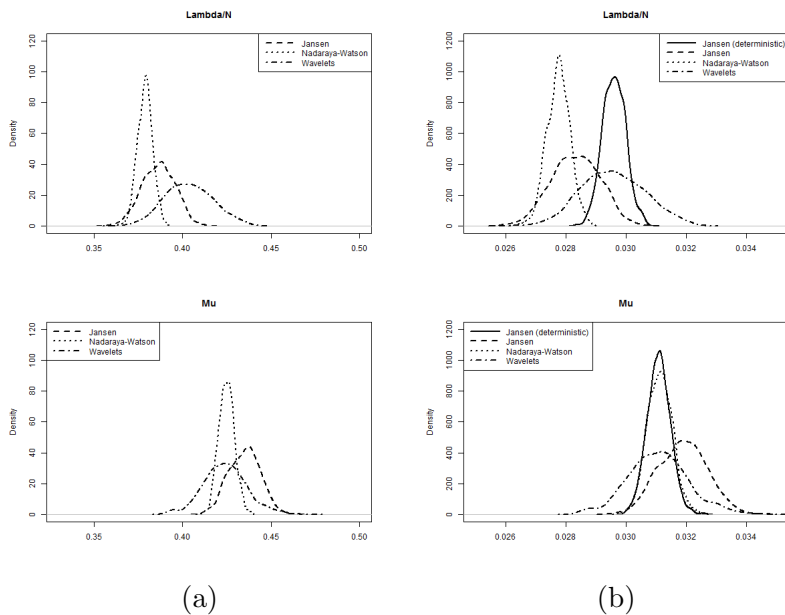 Lambda/N
Density
0 20 40 60 80 100 120
Jansen
Nadaraya-Watson
Wavelets
0.35 0.40 0.45 0.50
Lambda/N
Density
0 200 400 600 800 1000 1200
Jansen (deterministic)
Jansen
Nadaraya-Watson
Wavelets
0.026 0.028 0.030 0.032 0.034
Mu
Density
0 20 40 60 80 100 120
Jansen
Nadaraya-Watson
Wavelets
0.35 0.40 0.45 0.50
Mu
Density
0 200 400 600 800 1000 1200
Jansen (deterministic)
Jansen
Nadaraya-Watson
Wavelets
0.026 0.028 0.030 0.032 0.034
(a)
(b)